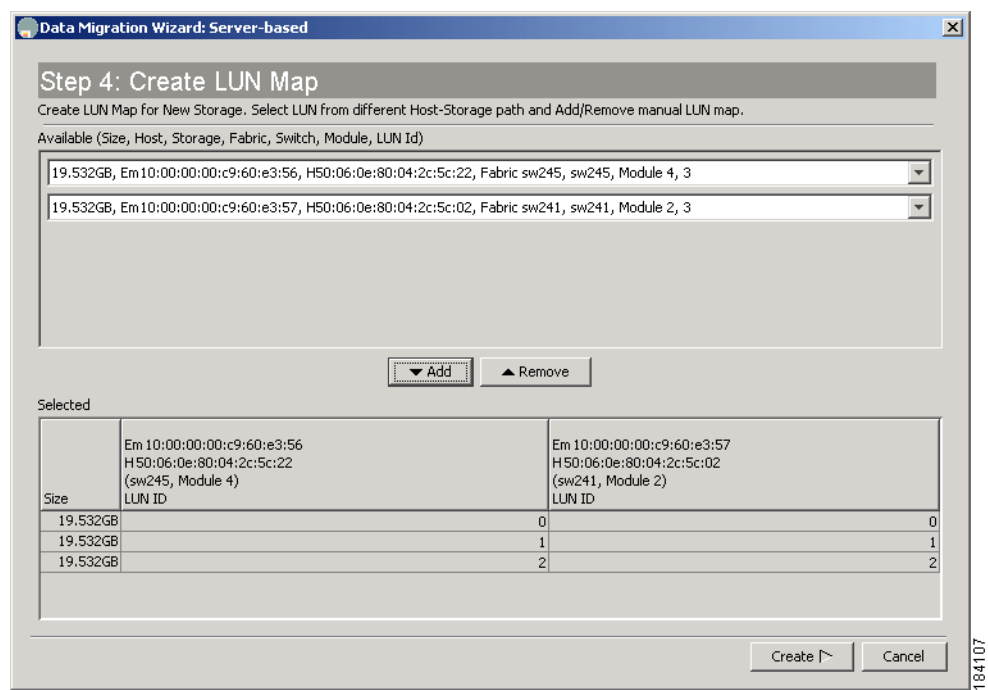 Data Migration Wizard: Server-based
Step 4: Create LUN Map
Create LUN Map for New Storage. Select LUN from different Host-Storage path and Add/Remove manual LUN map.
Available (Size, Host, Storage, Fabric, Switch, Module, LUN Id)
19.532GB, Em10:00:00:00:c9:60:e3:56, H50:06:0e:80:04:2c:5c:22, Fabric sw245, sw245, Module 4, 3
19.532GB, Em10:00:00:00:c9:60:e3:57, H50:06:0e:80:04:2c:5c:02, Fabric sw241, sw241, Module 2, 3
Add Remove
Selected
Em10:00:00:00:c9:60:e3:56 Em10:00:00:00:c9:60:e3:57
H50:06:0e:80:04:2c:5c:22 H50:06:0e:80:04:2c:5c:02
(sw245, Module 4) (sw241, Module 2)
Size LUN ID LUN ID
19.532GB 0 0
19.532GB 1 1
19.532GB 2 2
Create Cancel
184107